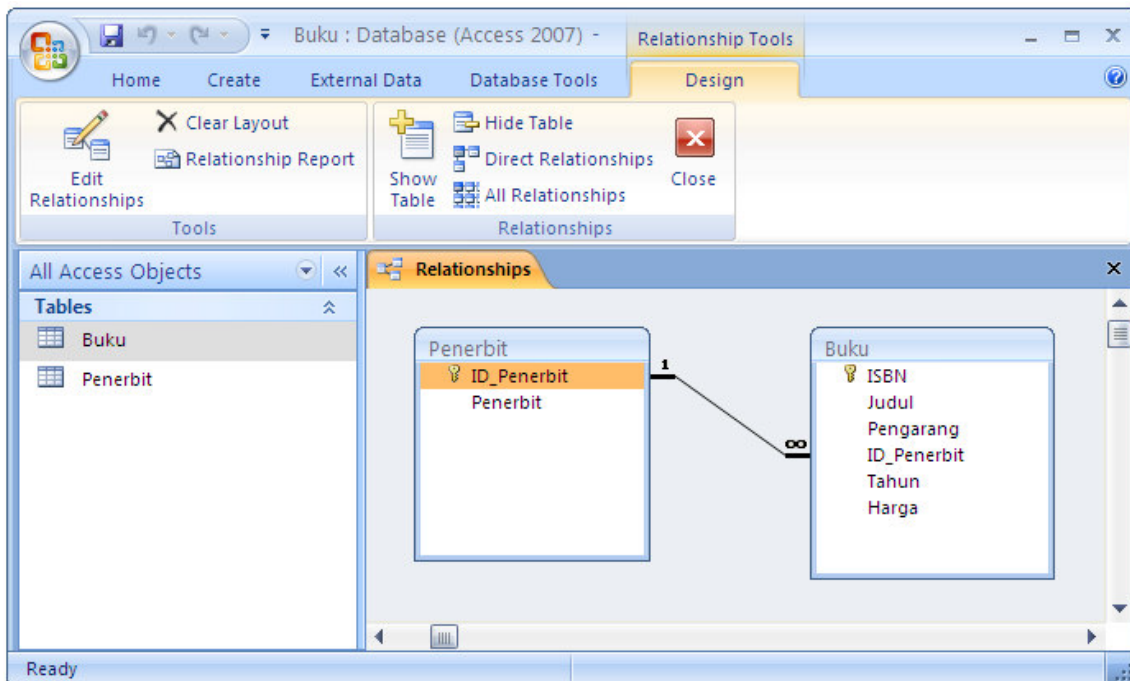 Buku : Database (Access 2007) -
Relationship Tools
Home Create External Data Database Tools Design
Edit Relationships
Clear Layout
Relationship Report
Tools
Show Table
Hide Table
Direct Relationships
All Relationships
Close
Relationships
All Access Objects
Tables
Buku
Penerbit
Relationships
Penerbit
ID_Penerbit
Penerbit
1
∞
Buku
ISBN
Judul
Pengarang
ID_Penerbit
Tahun
Harga
Ready